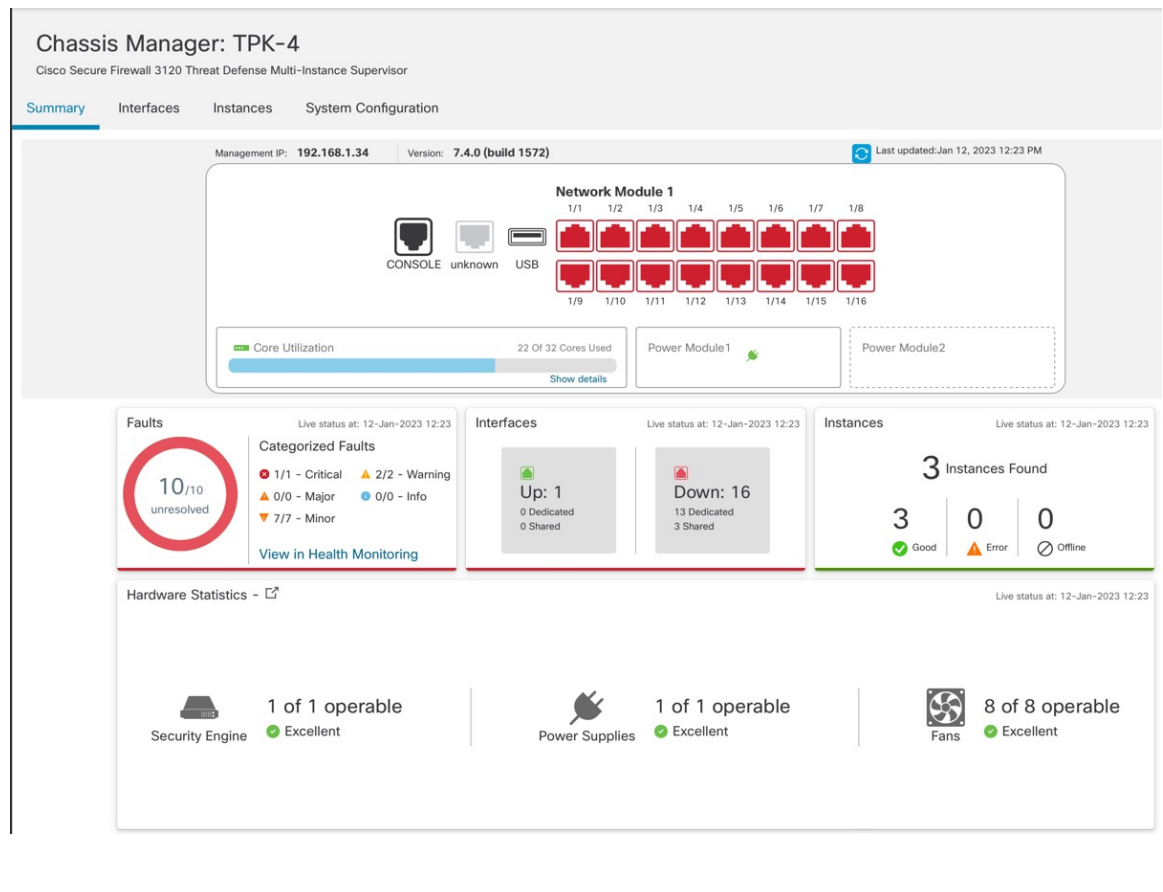 Chassis Manager: TPK-4
Cisco Secure Firewall 3120 Threat Defense Multi-Instance Supervisor
Summary Interfaces Instances System Configuration
Management IP: 192.168.1.34 Version: 7.4.0 (build 1572) Last updated:Jan 12, 2023 12:23 PM
Network Module 1
1/1 1/2 1/3 1/4 1/5 1/6 1/7 1/8
CONSOLE unknown USB
1/9 1/10 1/11 1/12 1/13 1/14 1/15 1/16
Core Utilization 22 Of 32 Cores Used
Show details
Power Module1
Power Module2
Faults Live status at: 12-Jan-2023 12:23
10/10
unresolved
Categorized Faults
1/1 - Critical 2/2 - Warning
0/0 - Major 0/0 - Info
7/7 - Minor
View in Health Monitoring
Interfaces Live status at: 12-Jan-2023 12:23
Up: 1
0 Dedicated
0 Shared
Down: 16
13 Dedicated
3 Shared
Instances Live status at: 12-Jan-2023 12:23
3 Instances Found
3 0 0
Good Error Offline
Hardware Statistics - Live status at: 12-Jan-2023 12:23
Security Engine
1 of 1 operable
Excellent
Power Supplies
1 of 1 operable
Excellent
Fans
8 of 8 operable
Excellent